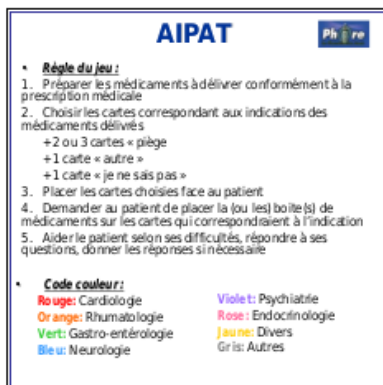 AIPAT
Phare
• Règle du jeu :
1. Préparer les médicaments à délivrer conformément à la
prescription médicale
2. Choisir les cartes correspondant aux indications des
médicaments délivrés
+2 ou 3 cartes « piège
+1 carte « autre »
+1 carte « je ne sais pas »
3. Placer les cartes choisies face au patient
4. Demander au patient de placer la (ou les) boite(s) de
médicaments sur les cartes qui correspondraient à l'indication
5. Aider le patient selon ses difficultés, répondre à ses
questions, donner les réponses si nécessaire
• Code couleur :
Rouge: Cardiologie
Orange: Rhumatologie
Vert: Gastro-entérologie
Bleu: Neurologie
Violet: Psychiatrie
Rose: Endocrinologie
Jaune: Divers
Gris: Autres